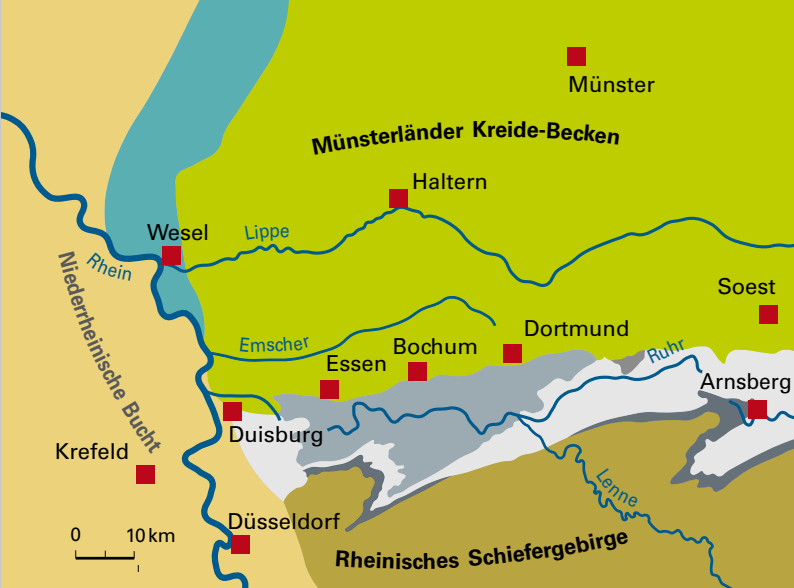 Münster
Münsterländer Kreide-Becken
Haltern
Wesel
Lippe
Rhein
Niederrheinische Bucht
Soest
Emscher
Dortmund
Bochum
Essen
Ruhr
Arnsberg
Duisburg
Krefeld
Lenne
Düsseldorf
0 10 km
Rheinisches Schiefergebirge